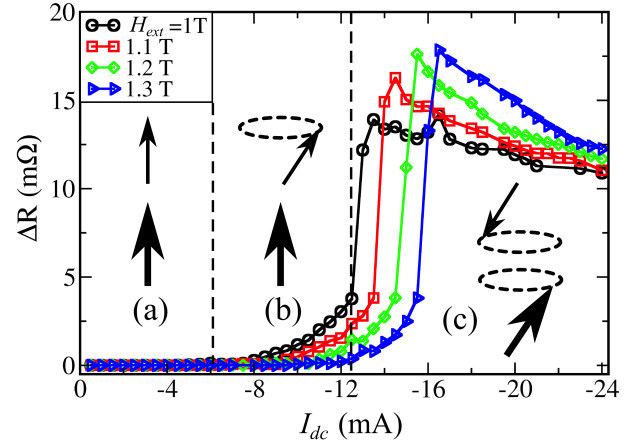 H_ext=1T
1.1 T
1.2 T
1.3 T
20
15
10
5
0
ΔR (mΩ)
(a)
(b)
(c)
0 -4 -8 -12 -16 -20 -24
I_dc (mA)